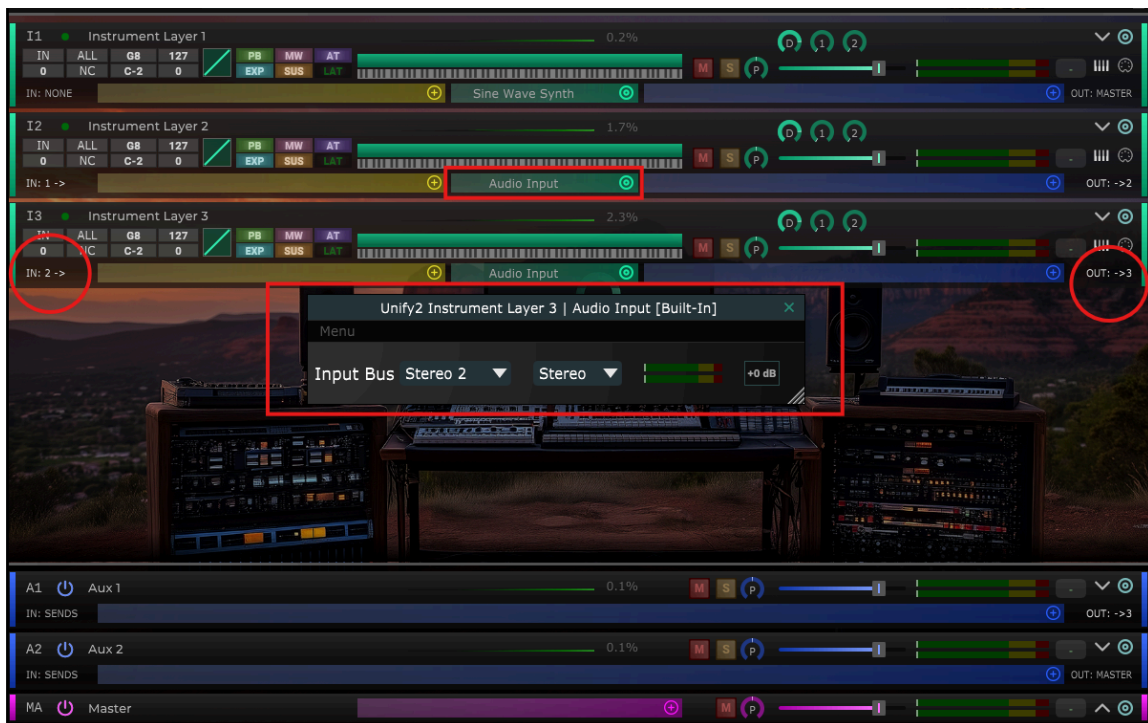 I1 Instrument Layer 1 0.2% D 1 2
IN ALL G8 127 PB MW AT
0 NC C-2 0 EXP SUS LAT M S P -
IN: NONE Sine Wave Synth OUT: MASTER
I2 Instrument Layer 2 1.7% D 1 2
IN ALL G8 127 PB MW AT
0 NC C-2 0 EXP SUS LAT M S P -
IN: 1 -> Audio Input OUT: ->2
I3 Instrument Layer 3 2.3% D 1 2
IN ALL G8 127 PB MW AT
0 NC C-2 0 EXP SUS LAT M S P -
IN: 2 -> Audio Input OUT: ->3
Unify2 Instrument Layer 3 | Audio Input [Built-In] ×
Menu
Input Bus Stereo 2 Stereo +0 dB
A1 Aux 1 0.1% M S P -
IN: SENDS OUT: ->3
A2 Aux 2 0.1% M S P -
IN: SENDS OUT: MASTER
MA Master M P -